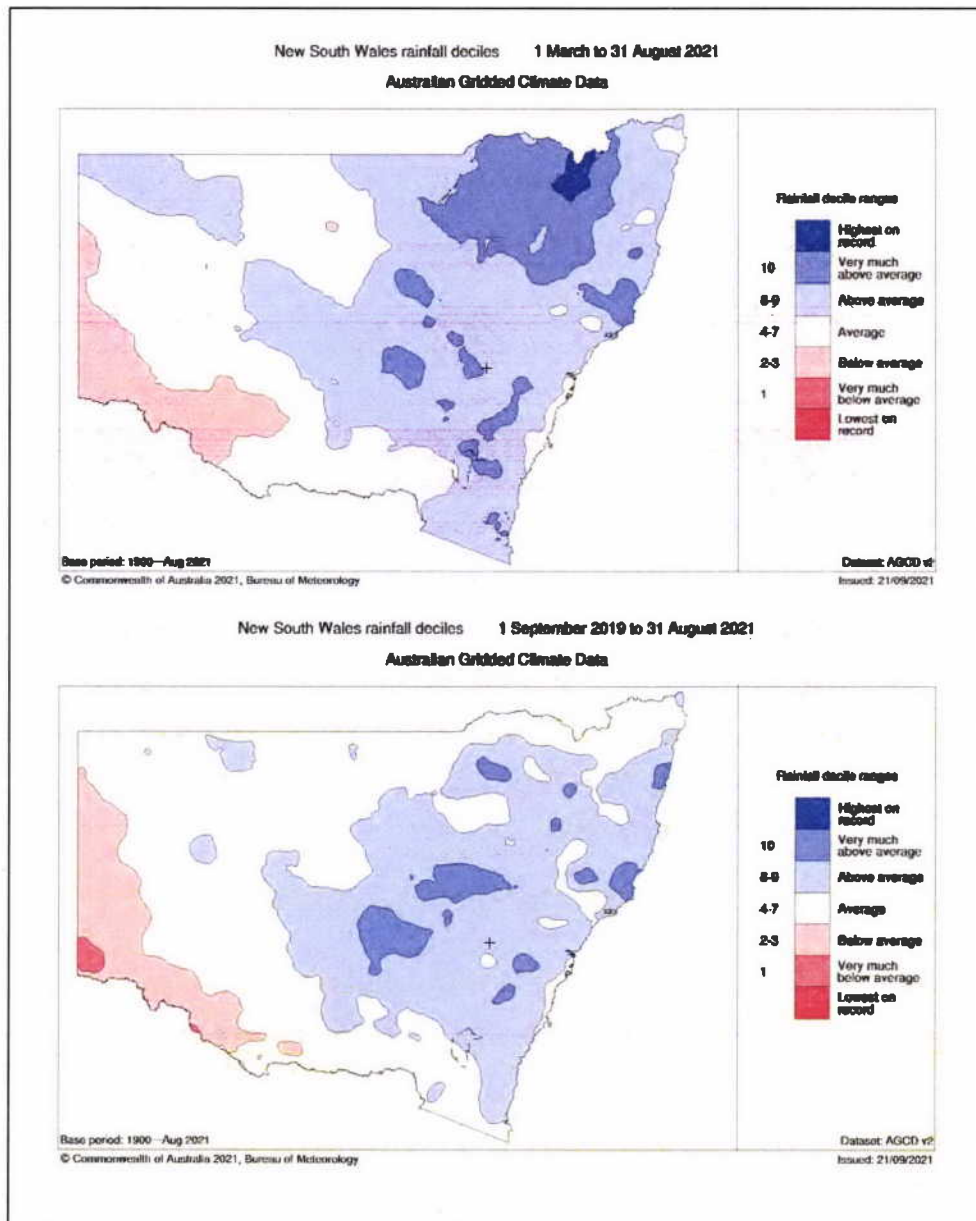 New South Wales rainfall deciles 1 March to 31 August 2021
Australian Gridded Climate Data
Rainfall decile ranges
Highest on
record
10
Very much
above average
8-9
Above average
4-7
Average
2-3
Below average
1
Very much
below average
Lowest on
record
Base period: 1900—Aug 2021
Dataset: AGCD v2
© Commonwealth of Australia 2021, Bureau of Meteorology
Issued: 21/09/2021
New South Wales rainfall deciles 1 September 2019 to 31 August 2021
Australian Gridded Climate Data
Rainfall decile ranges
Highest on
record
10
Very much
above average
8-9
Above average
4-7
Average
2-3
Below average
1
Very much
below average
Lowest on
record
Base period: 1900—Aug 2021
Dataset: AGCD v2
© Commonwealth of Australia 2021, Bureau of Meteorology
Issued: 21/09/2021